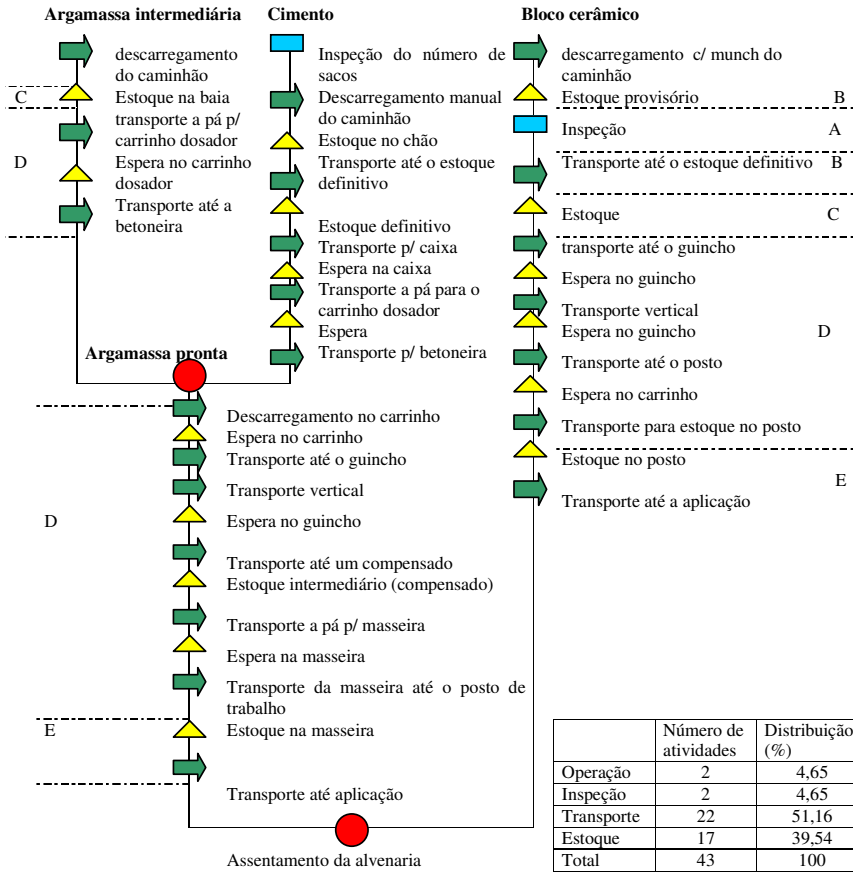 Argamassa intermediária
descarregamento
do caminhão
C
Estoque na baia
transporte a pá p/
carrinho dosador
D
Espera no carrinho
dosador
Transporte até a
betoneira
Cimento
Inspeção do número de
sacos
Descarregamento manual
do caminhão
Estoque no chão
Transporte até o estoque
definitivo
Estoque definitivo
Transporte p/ caixa
Espera na caixa
Transporte a pá para o
carrinho dosador
Espera
Transporte p/ betoneira
Bloco cerâmico
descarregamento c/ munch do
caminhão
Estoque provisório B
Inspeção A
Transporte até o estoque definitivo B
Estoque C
transporte até o guincho
Espera no guincho
Transporte vertical
Espera no guincho D
Transporte até o posto
Espera no carrinho
Transporte para estoque no posto
Estoque no posto
E
Transporte até a aplicação
Argamassa pronta
Descarregamento no carrinho
Espera no carrinho
Transporte até o guincho
Transporte vertical
D Espera no guincho
Transporte até um compensado
Estoque intermediário (compensado)
Transporte a pá p/ masseira
Espera na masseira
Transporte da masseira até o posto de
trabalho
E Estoque na masseira
Transporte até aplicação
Assentamento da alvenaria
Número de atividades Distribuição (%)
Operação 2 4,65
Inspeção 2 4,65
Transporte 22 51,16
Estoque 17 39,54
Total 43 100